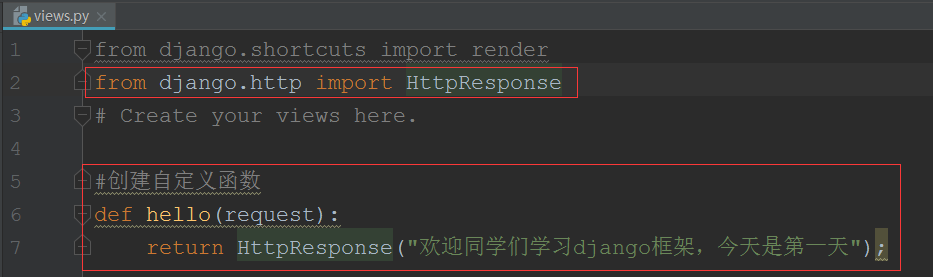 views.py
1 from django.shortcuts import render
2 from django.http import HttpResponse
3 # Create your views here.
4
5 #创建自定义函数
6 def hello(request):
7     return HttpResponse("欢迎同学们学习django框架，今天是第一天");